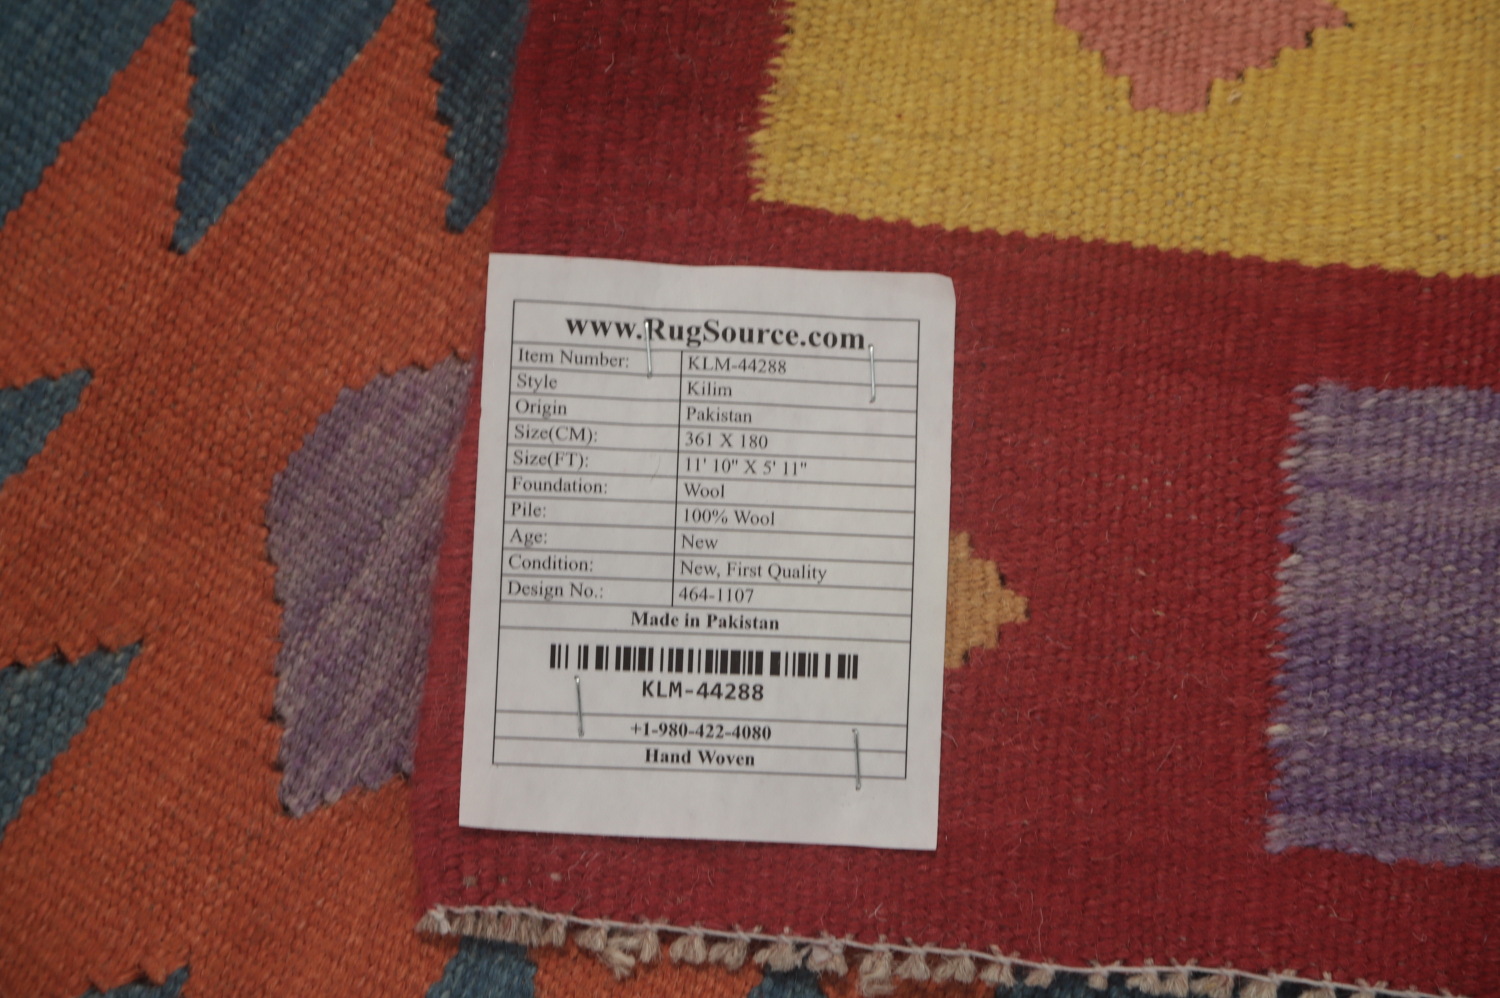 www.RugSource.com
Item Number: KLM-44288
Style Kilim
Origin Pakistan
Size(CM): 361 X 180
Size(FT): 11' 10" X 5' 11"
Foundation: Wool
Pile: 100% Wool
Age: New
Condition: New, First Quality
Design No.: 464-1107
Made in Pakistan
KLM-44288
+1-980-422-4080
Hand Woven